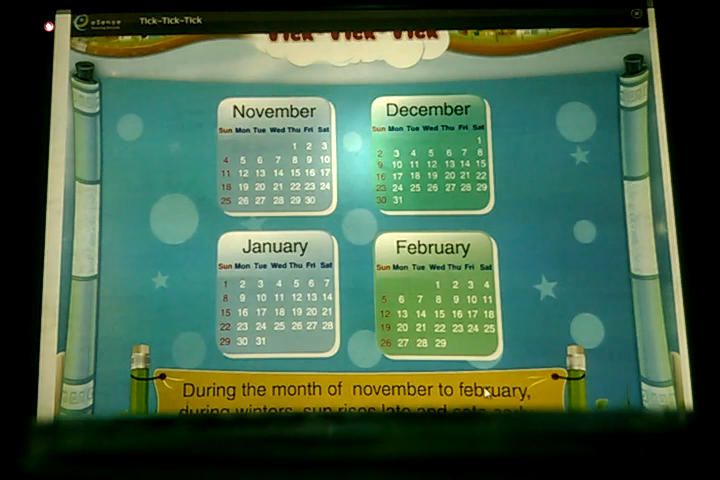 eSense
Tick-Tick-Tick
Tick-Tick-Tick
November
Sun Mon Tue Wed Thu Fri Sat
1 2 3
4 5 6 7 8 9 10
11 12 13 14 15 16 17
18 19 20 21 22 23 24
25 26 27 28 29 30
December
Sun Mon Tue Wed Thu Fri Sat
1
2 3 4 5 6 7 8
9 10 11 12 13 14 15
16 17 18 19 20 21 22
23 24 25 26 27 28 29
30 31
January
Sun Mon Tue Wed Thu Fri Sat
1 2 3 4 5 6 7
8 9 10 11 12 13 14
15 16 17 18 19 20 21
22 23 24 25 26 27 28
29 30 31
February
Sun Mon Tue Wed Thu Fri Sat
1 2 3 4
5 6 7 8 9 10 11
12 13 14 15 16 17 18
19 20 21 22 23 24 25
26 27 28 29
During the month of november to february,
during winters, sun rises late and sets early